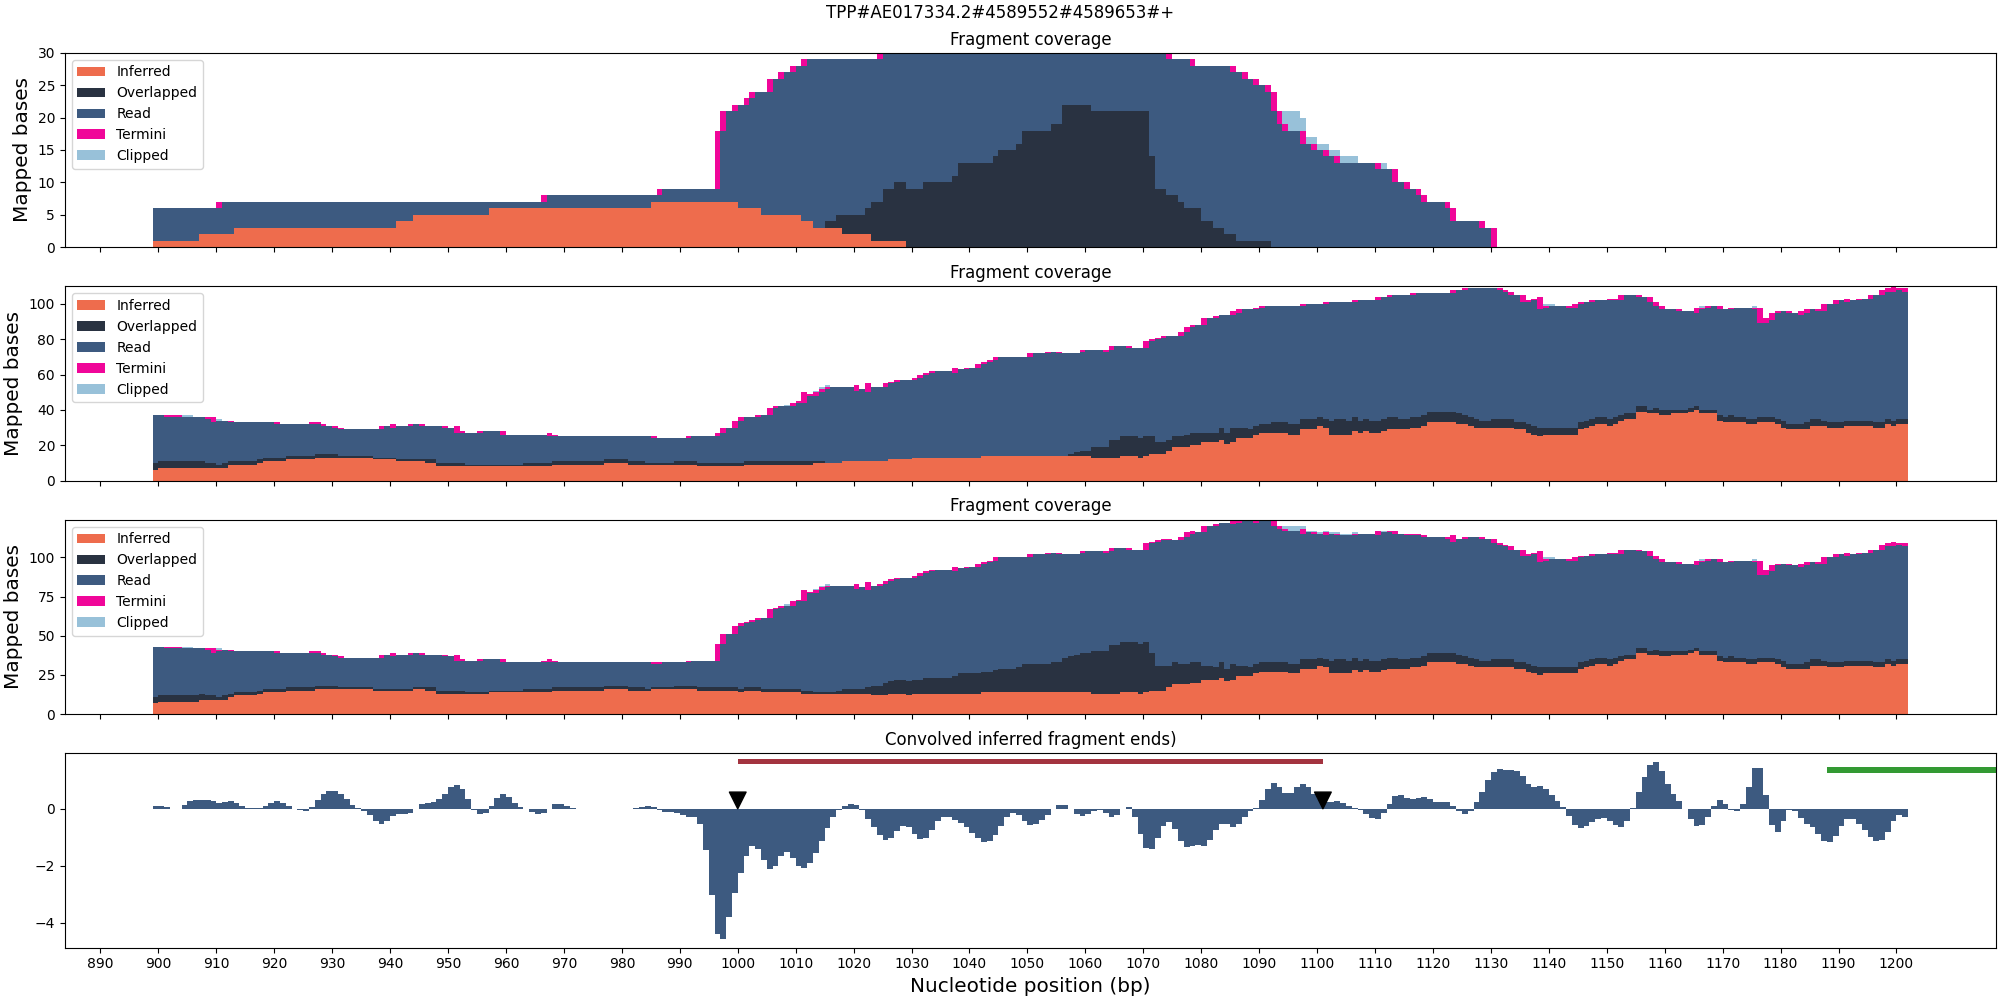 TPP#AE017334.2#4589552#4589653#+
Fragment coverage
Mapped bases
30
25
20
15
10
5
0
Inferred
Overlapped
Read
Termini
Clipped
Fragment coverage
Mapped bases
100
80
60
40
20
0
Inferred
Overlapped
Read
Termini
Clipped
Fragment coverage
Mapped bases
100
75
50
25
0
Inferred
Overlapped
Read
Termini
Clipped
Convolved inferred fragment ends)
0
−2
−4
890 900 910 920 930 940 950 960 970 980 990 1000 1010 1020 1030 1040 1050 1060 1070 1080 1090 1100 1110 1120 1130 1140 1150 1160 1170 1180 1190 1200
Nucleotide position (bp)